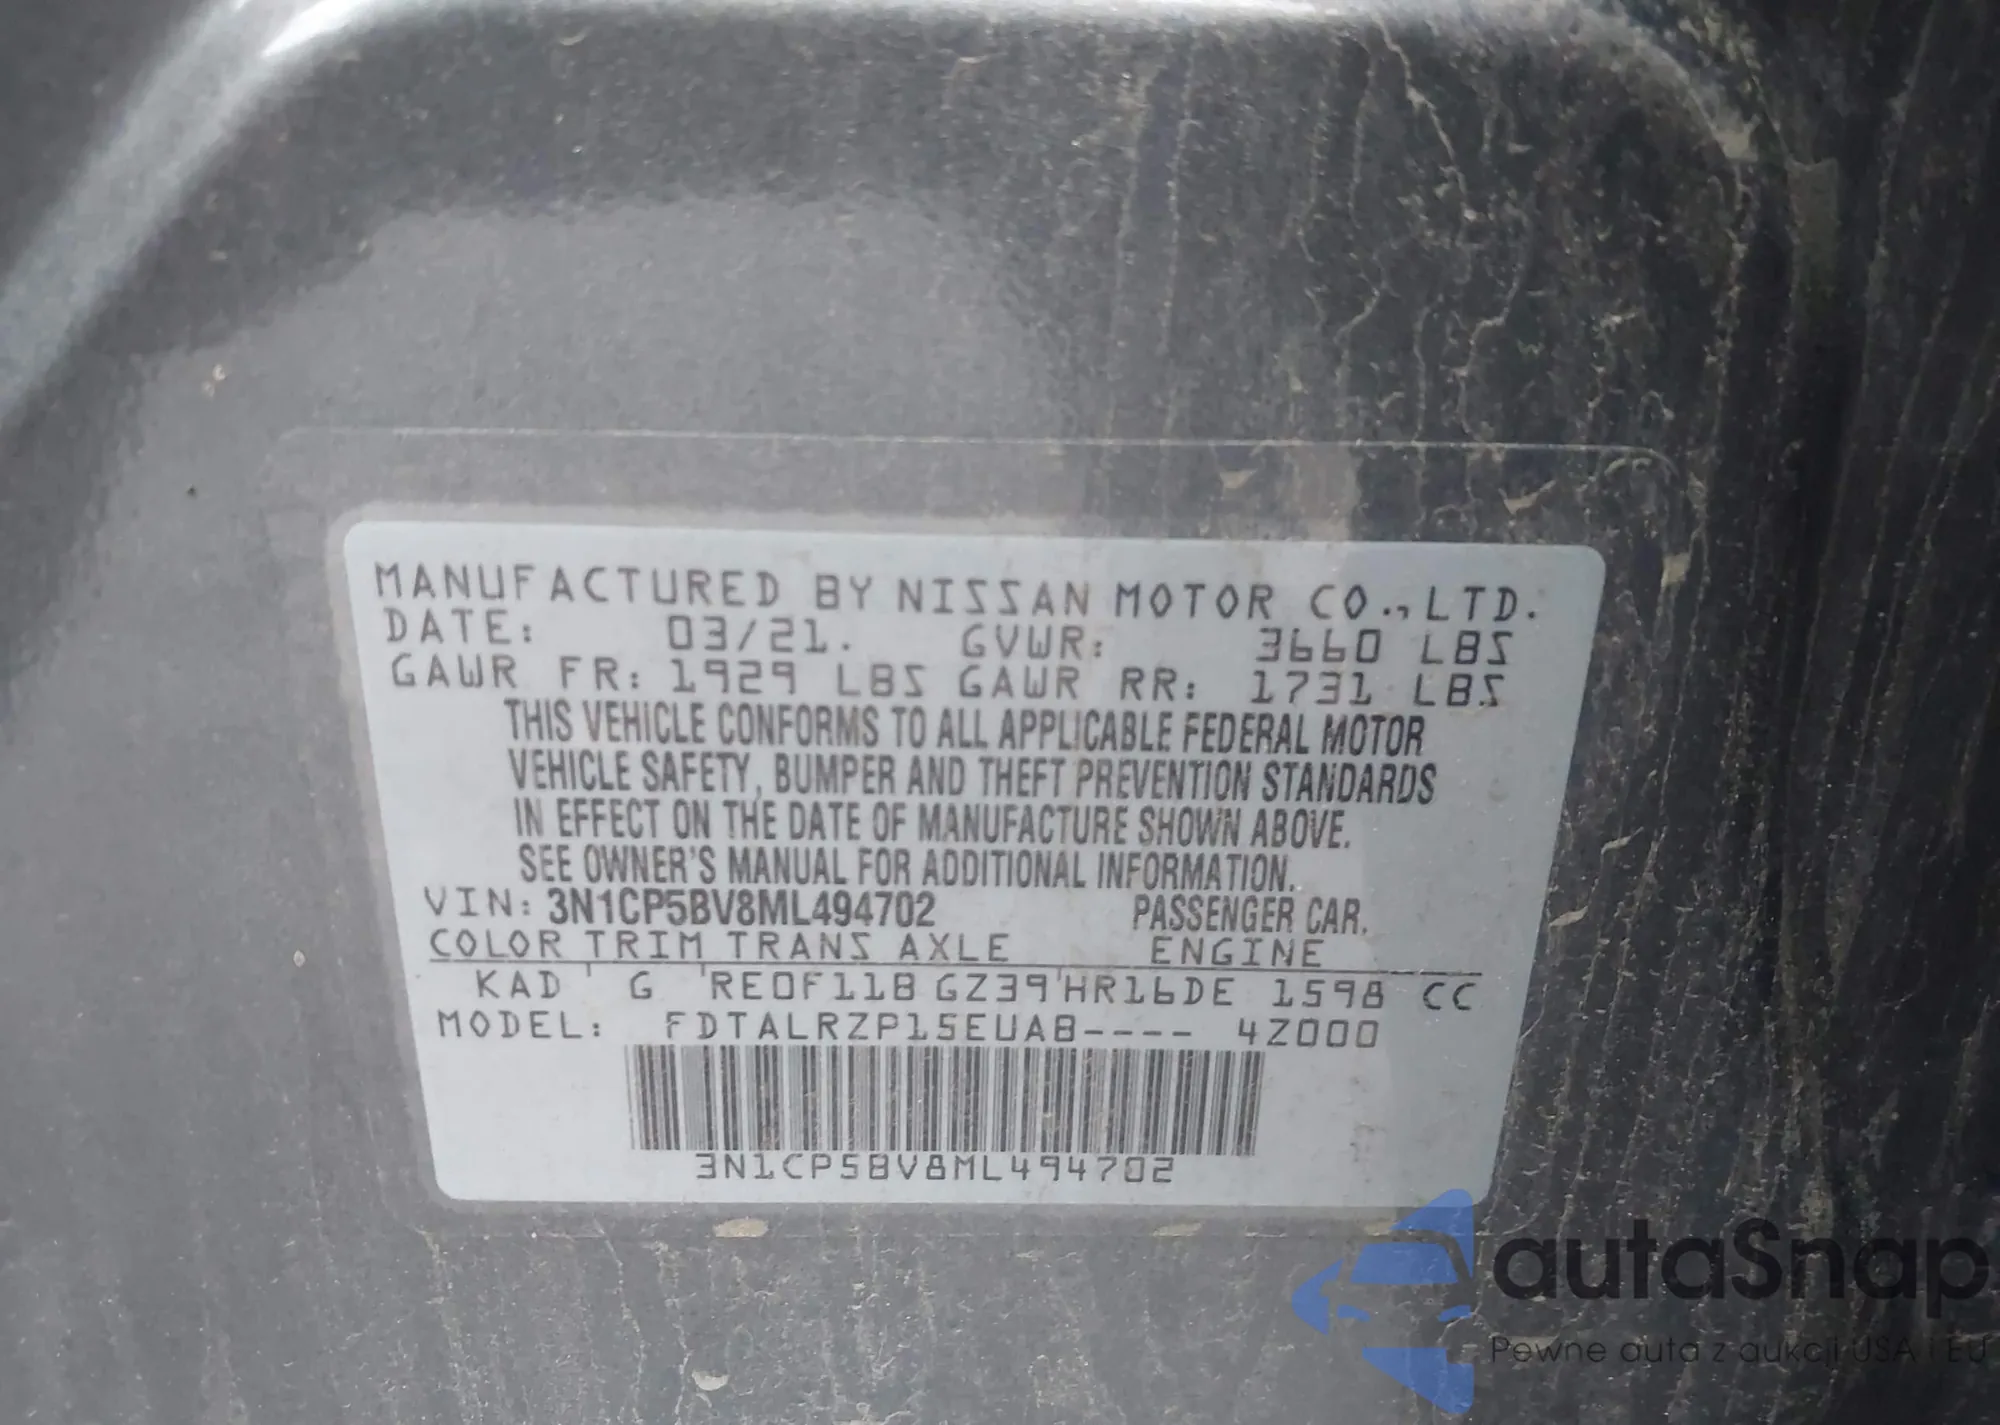 MANUFACTURED BY NISSAN MOTOR CO.,LTD.
DATE: 03/21. GVWR: 3660 LBS
GAWR FR: 1929 LBS GAWR RR: 1731 LBS
THIS VEHICLE CONFORMS TO ALL APPLICABLE FEDERAL MOTOR
VEHICLE SAFETY, BUMPER AND THEFT PREVENTION STANDARDS
IN EFFECT ON THE DATE OF MANUFACTURE SHOWN ABOVE.
SEE OWNER'S MANUAL FOR ADDITIONAL INFORMATION.
VIN: 3N1CP5BV8ML494702 PASSENGER CAR.
COLOR TRIM TRANS AXLE ENGINE
KAD G RE0F11B GZ39 HR16DE 1598 CC
MODEL: FDTALRZP15EUAB---- 4Z000
3N1CP5BV8ML494702
autaSnap
Pewne auta z aukcji USA i EU